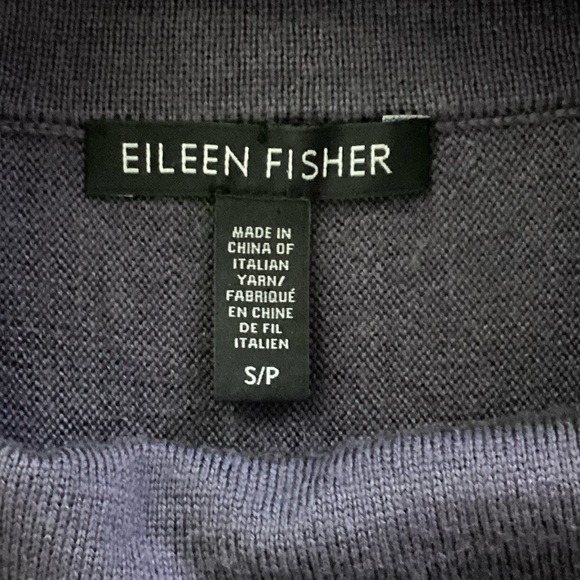 EILEEN FISHER
MADE IN
CHINA OF
ITALIAN
YARN/
FABRIQUÉ
EN CHINE
DE FIL
ITALIEN
S/P